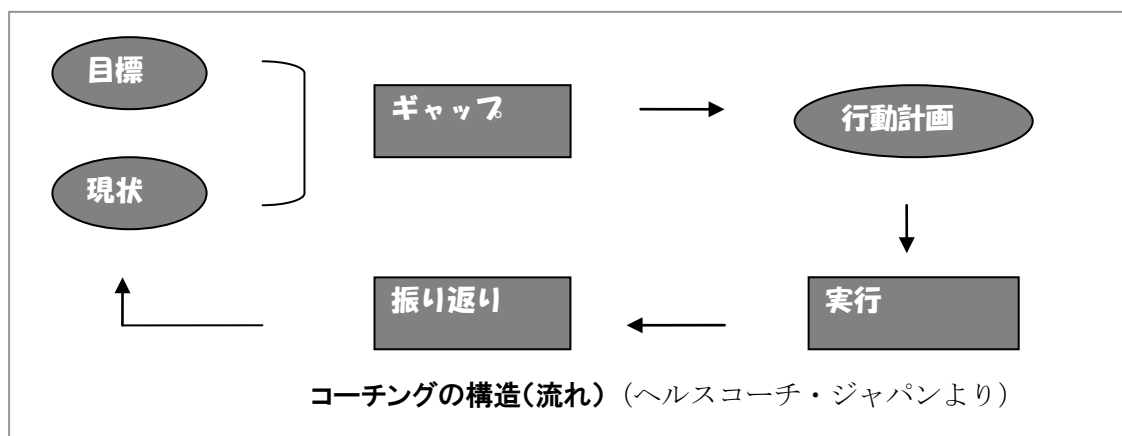 目標
ギャップ
行動計画
現状
振り返り
実行
コーチングの構造(流れ)(ヘルスコーチ・ジャパンより)